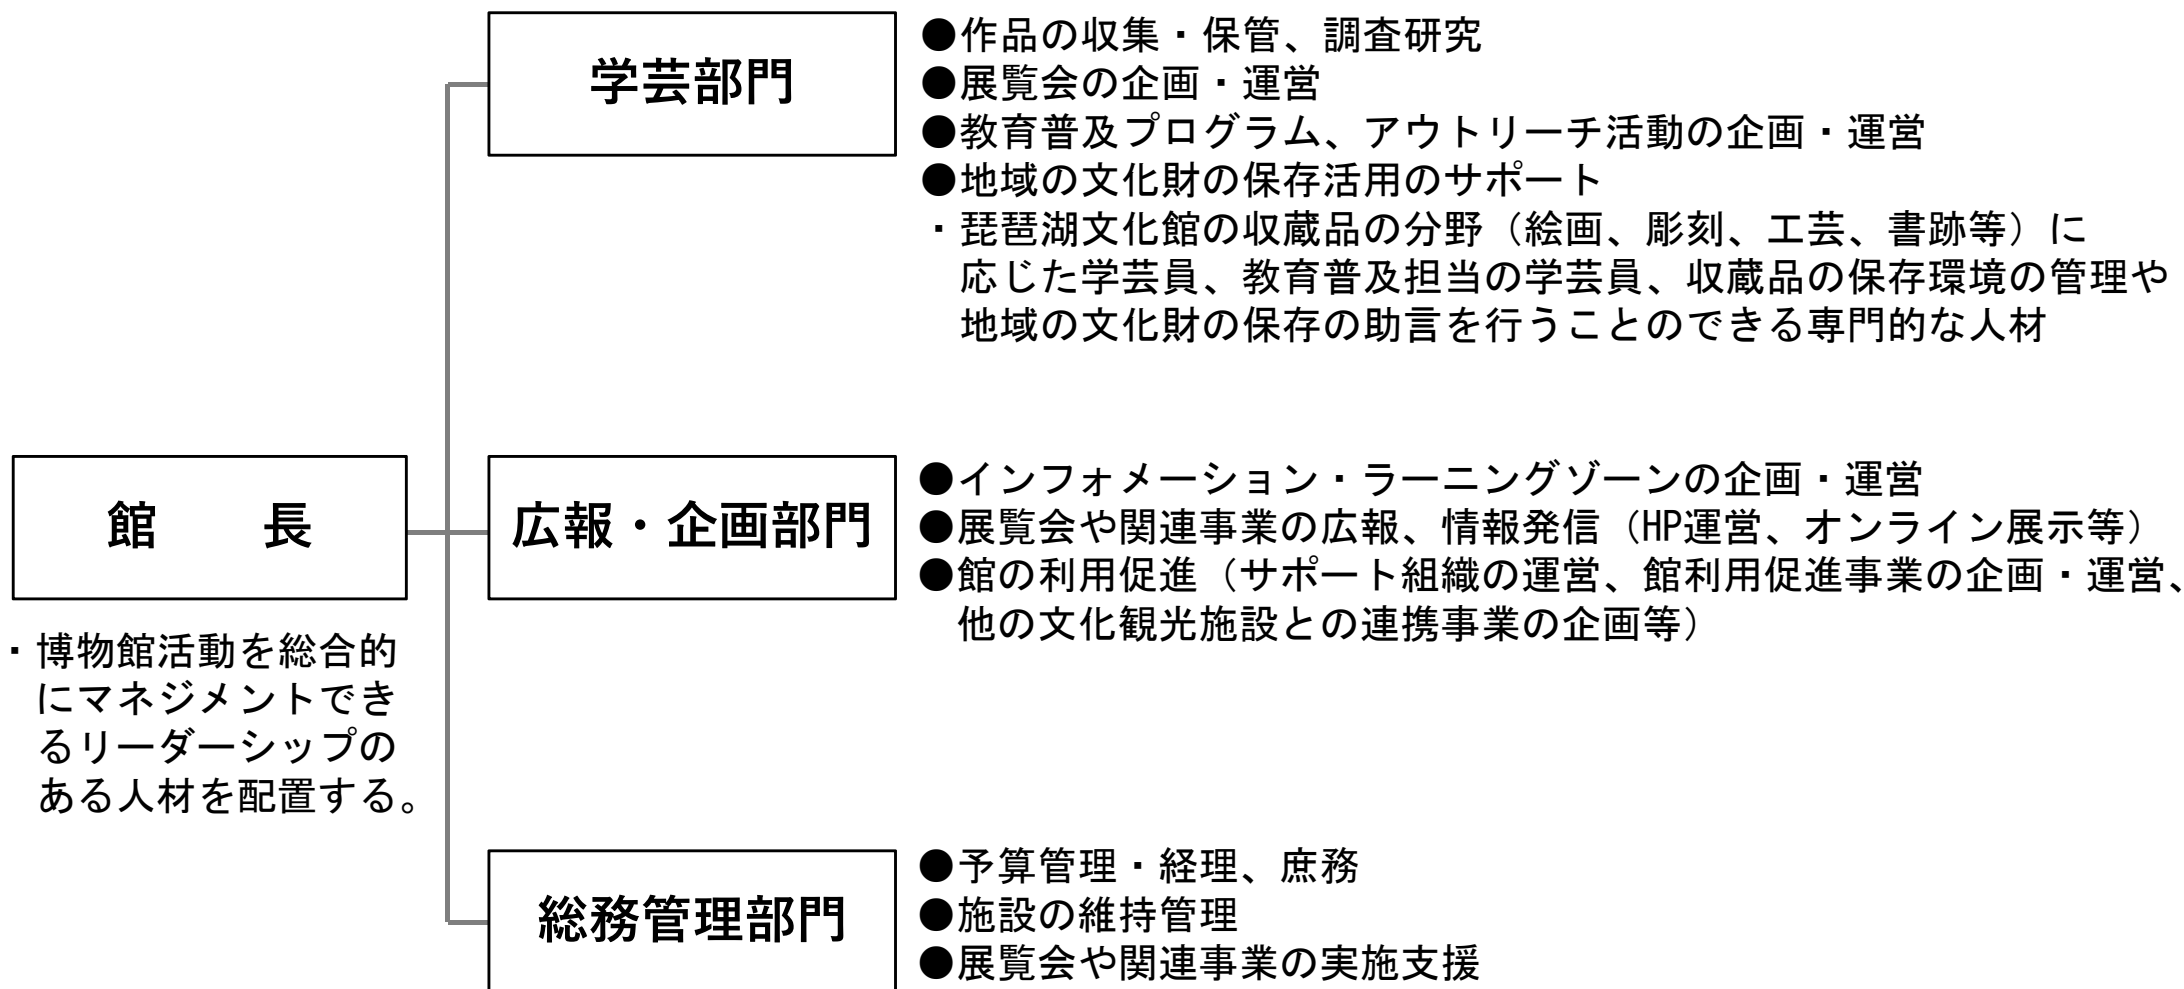 学芸部門
●作品の収集・保管、調査研究
●展覧会の企画・運営
●教育普及プログラム、アウトリーチ活動の企画・運営
●地域の文化財の保存活用のサポート
・琵琶湖文化館の収蔵品の分野（絵画、彫刻、工芸、書跡等）に
応じた学芸員、教育普及担当の学芸員、収蔵品の保存環境の管理や
地域の文化財の保存の助言を行うことのできる専門的な人材
館　　長
・博物館活動を総合的
にマネジメントでき
るリーダーシップの
ある人材を配置する。
広報・企画部門
●インフォメーション・ラーニングゾーンの企画・運営
●展覧会や関連事業の広報、情報発信（HP運営、オンライン展示等）
●館の利用促進（サポート組織の運営、館利用促進事業の企画・運営、
他の文化観光施設との連携事業の企画等）
総務管理部門
●予算管理・経理、庶務
●施設の維持管理
●展覧会や関連事業の実施支援